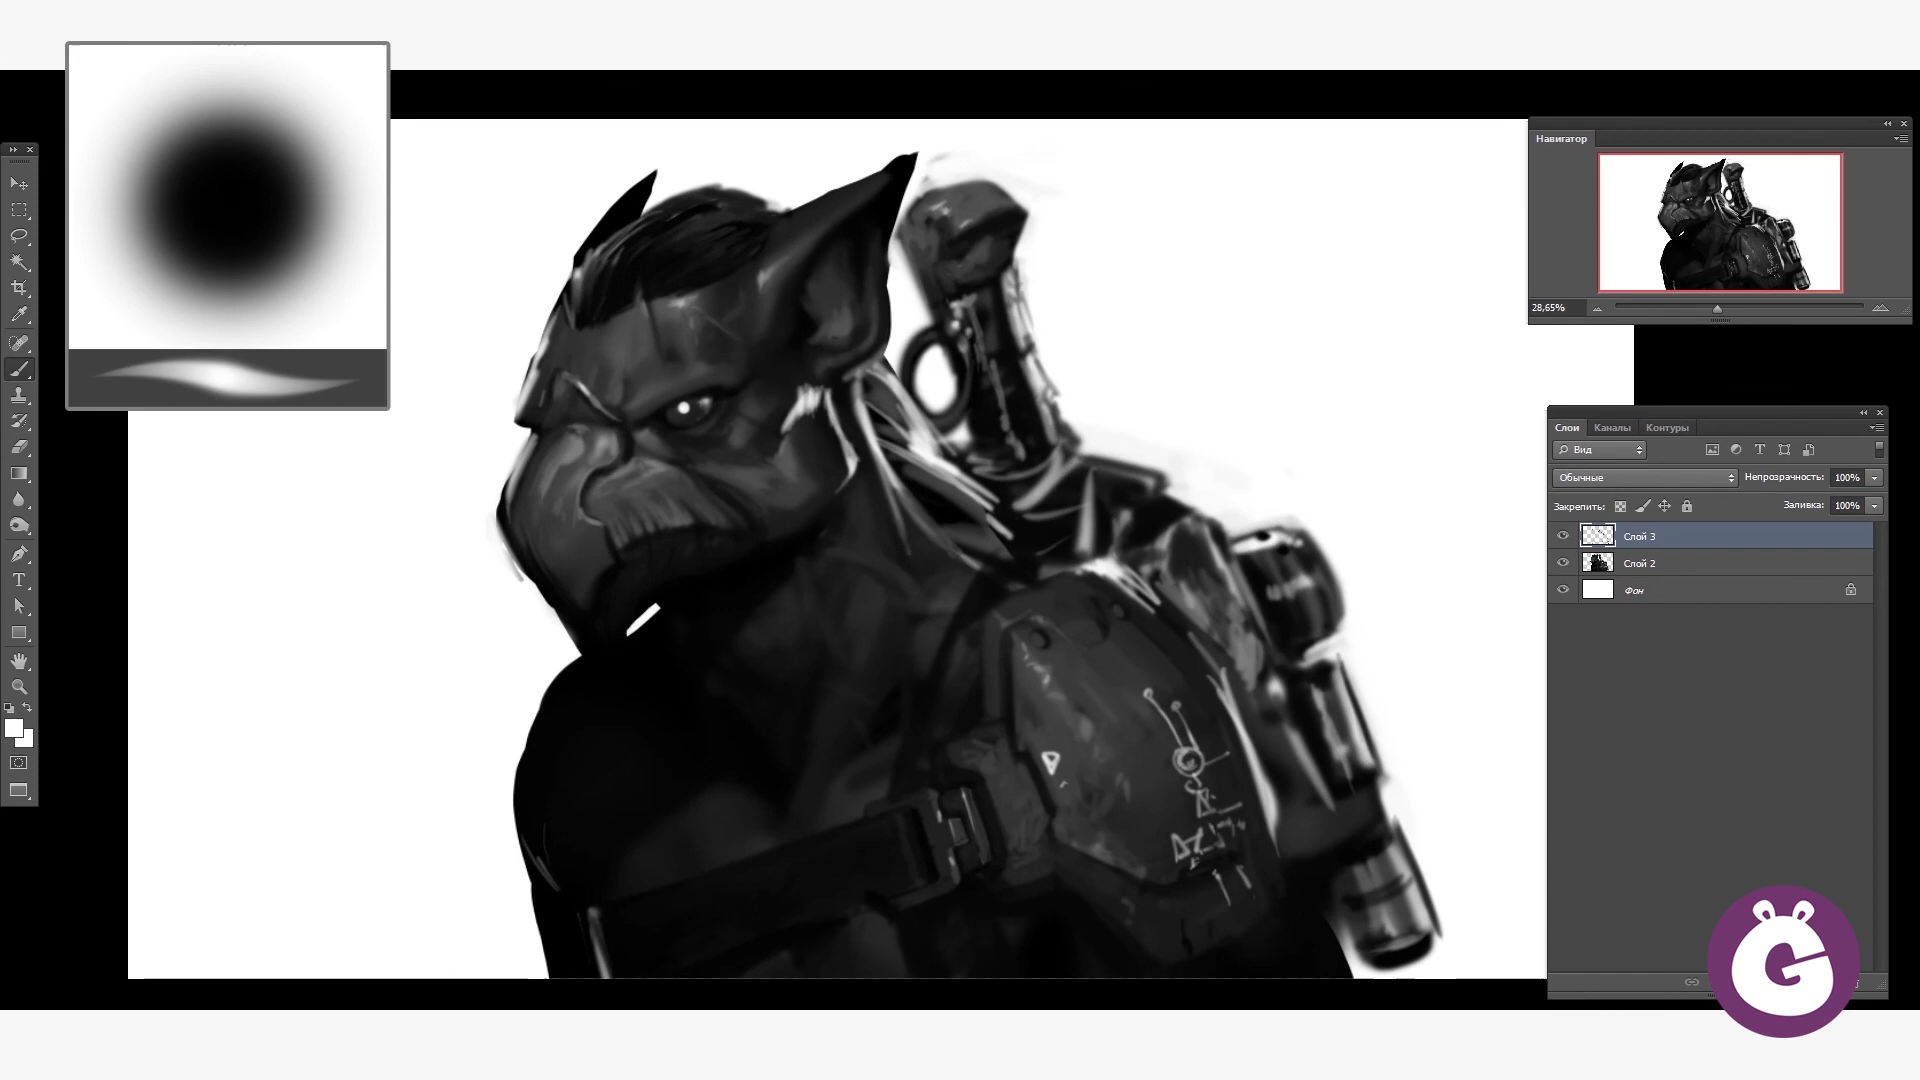 Навигатор
28,65%
Слои Каналы Контуры
Вид
Обычные Непрозрачность: 100%
Закрепить: Заливка: 100%
Слой 3
Слой 2
Фон
G